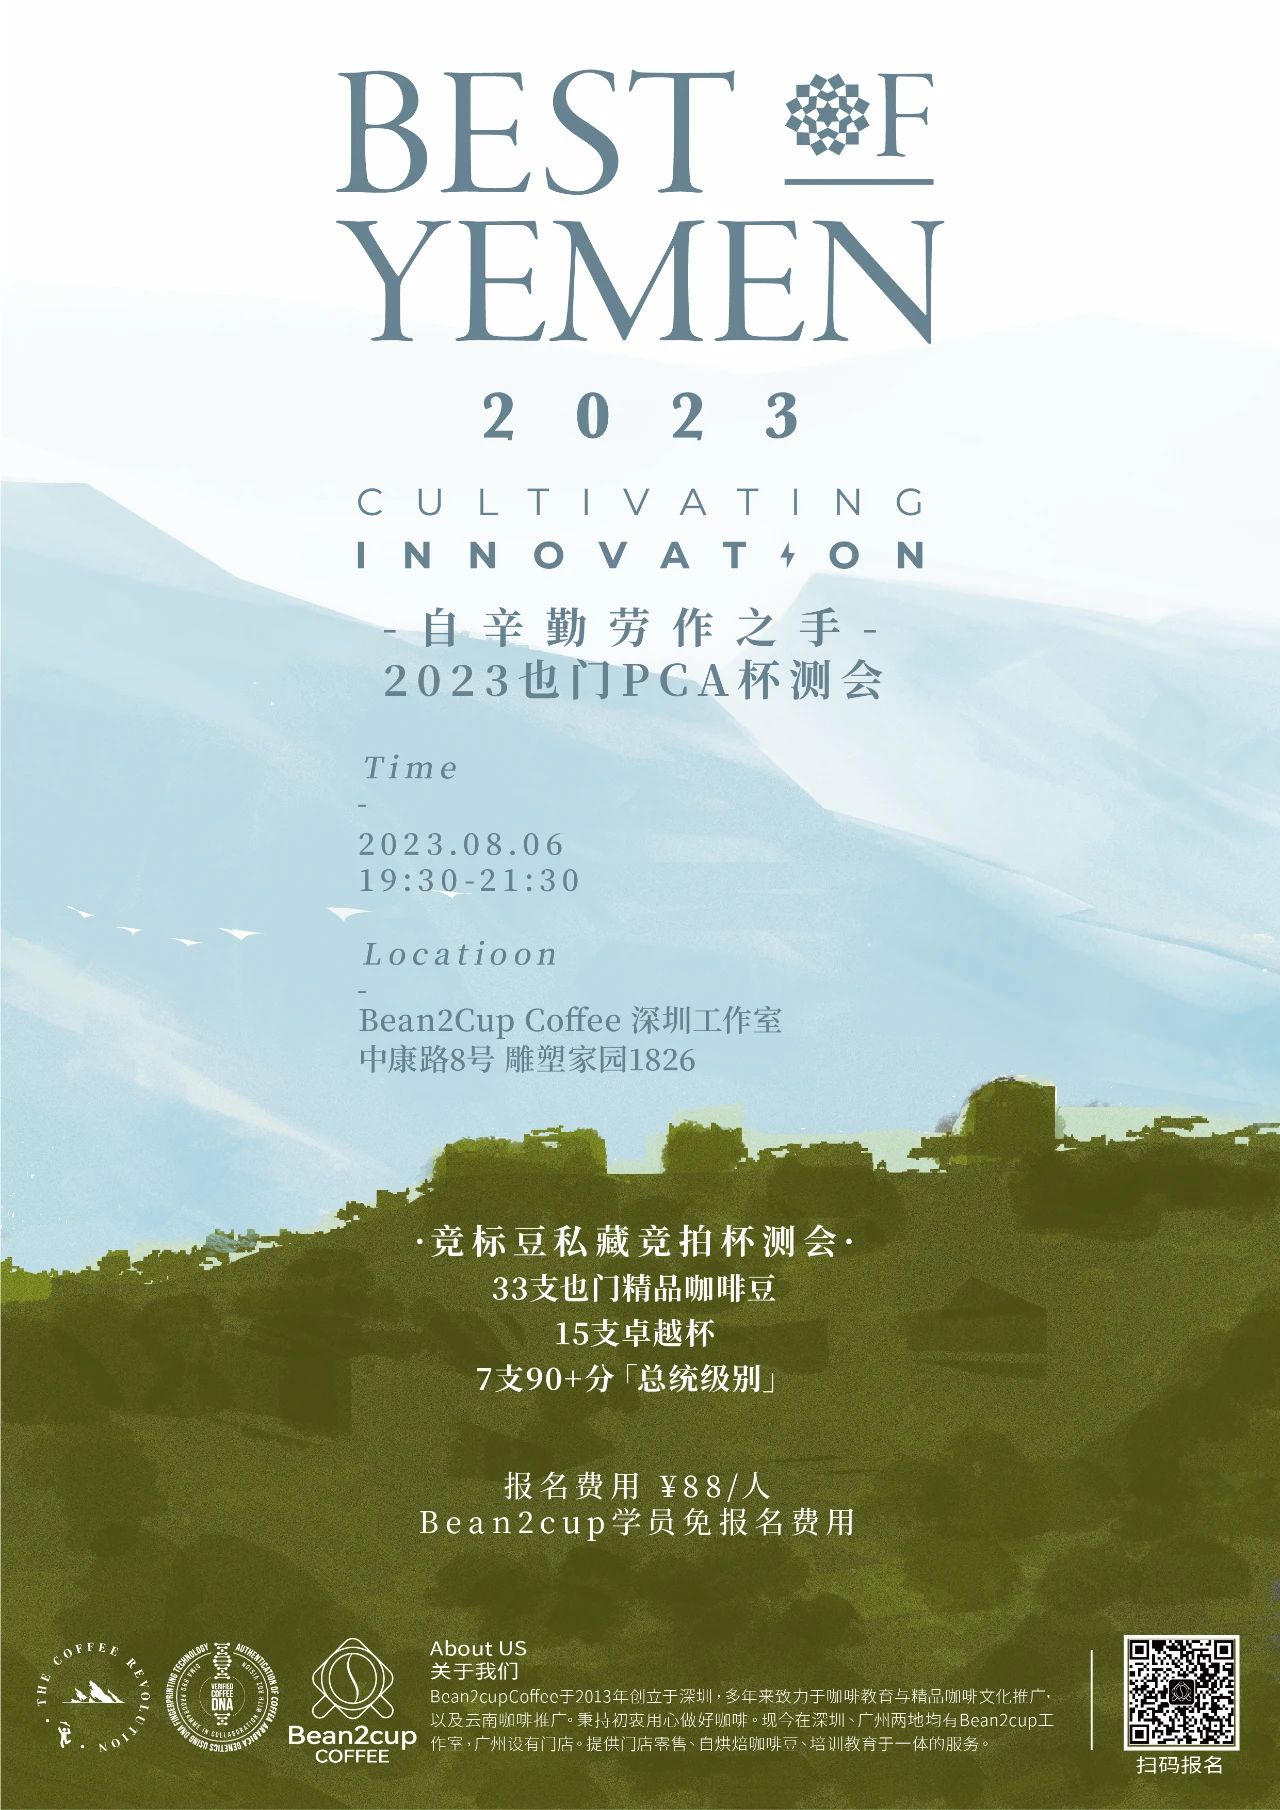 BEST OF
YEMEN
2023
CULTIVATING
INNOVATION
-自辛勤劳作之手-
2023也门PCA杯测会
Time
-
2023.08.06
19:30-21:30
Locatioon
-
Bean2Cup Coffee 深圳工作室
中康路8号 雕塑家园1826
·竞标豆私藏竞拍杯测会·
33支也门精品咖啡豆
15支卓越杯
7支90+分「总统级别」
报名费用 ¥88/人
Bean2cup学员免报名费用
THE COFFEE REVOLUTION
AUTHENTICATION OF COFFEE ARABICA GENETICS USING FINGERPRINTING TECHNOLOGY
VERIFIED
COFFEE
DNA
Bean2cup
COFFEE
About US
关于我们
Bean2cupCoffee于2013年创立于深圳,多年来致力于咖啡教育与精品咖啡文化推广,
以及云南咖啡推广。秉持初衷用心做好咖啡。现今在深圳、广州两地均有Bean2cup工
作室,广州设有门店。提供门店零售、自烘焙咖啡豆、培训教育于一体的服务。
扫码报名